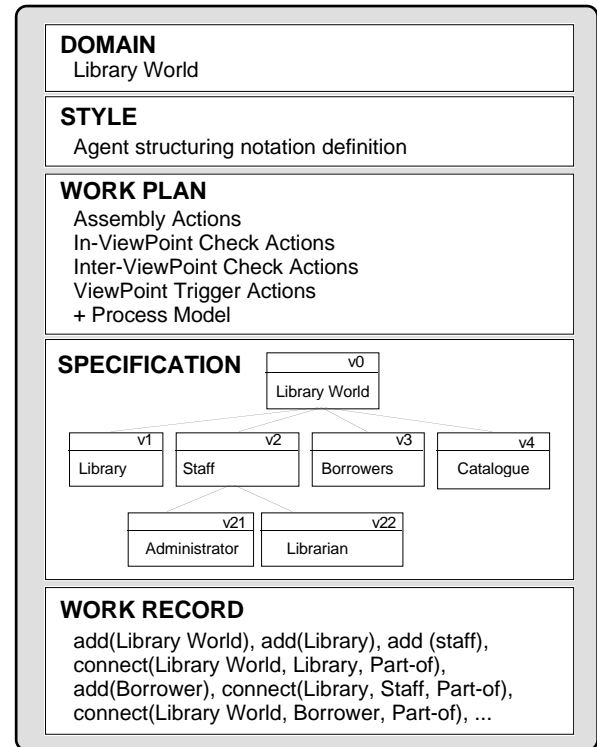 DOMAIN
Library World
STYLE
Agent structuring notation definition
WORK PLAN
Assembly Actions
In-ViewPoint Check Actions
Inter-ViewPoint Check Actions
ViewPoint Trigger Actions
+ Process Model
SPECIFICATION
v0
Library World
v1
Library
v2
Staff
v3
Borrowers
v4
Catalogue
v21
Administrator
v22
Librarian
WORK RECORD
add(Library World), add(Library), add (staff),
connect(Library World, Library, Part-of),
add(Borrower), connect(Library, Staff, Part-of),
connect(Library World, Borrower, Part-of), ...